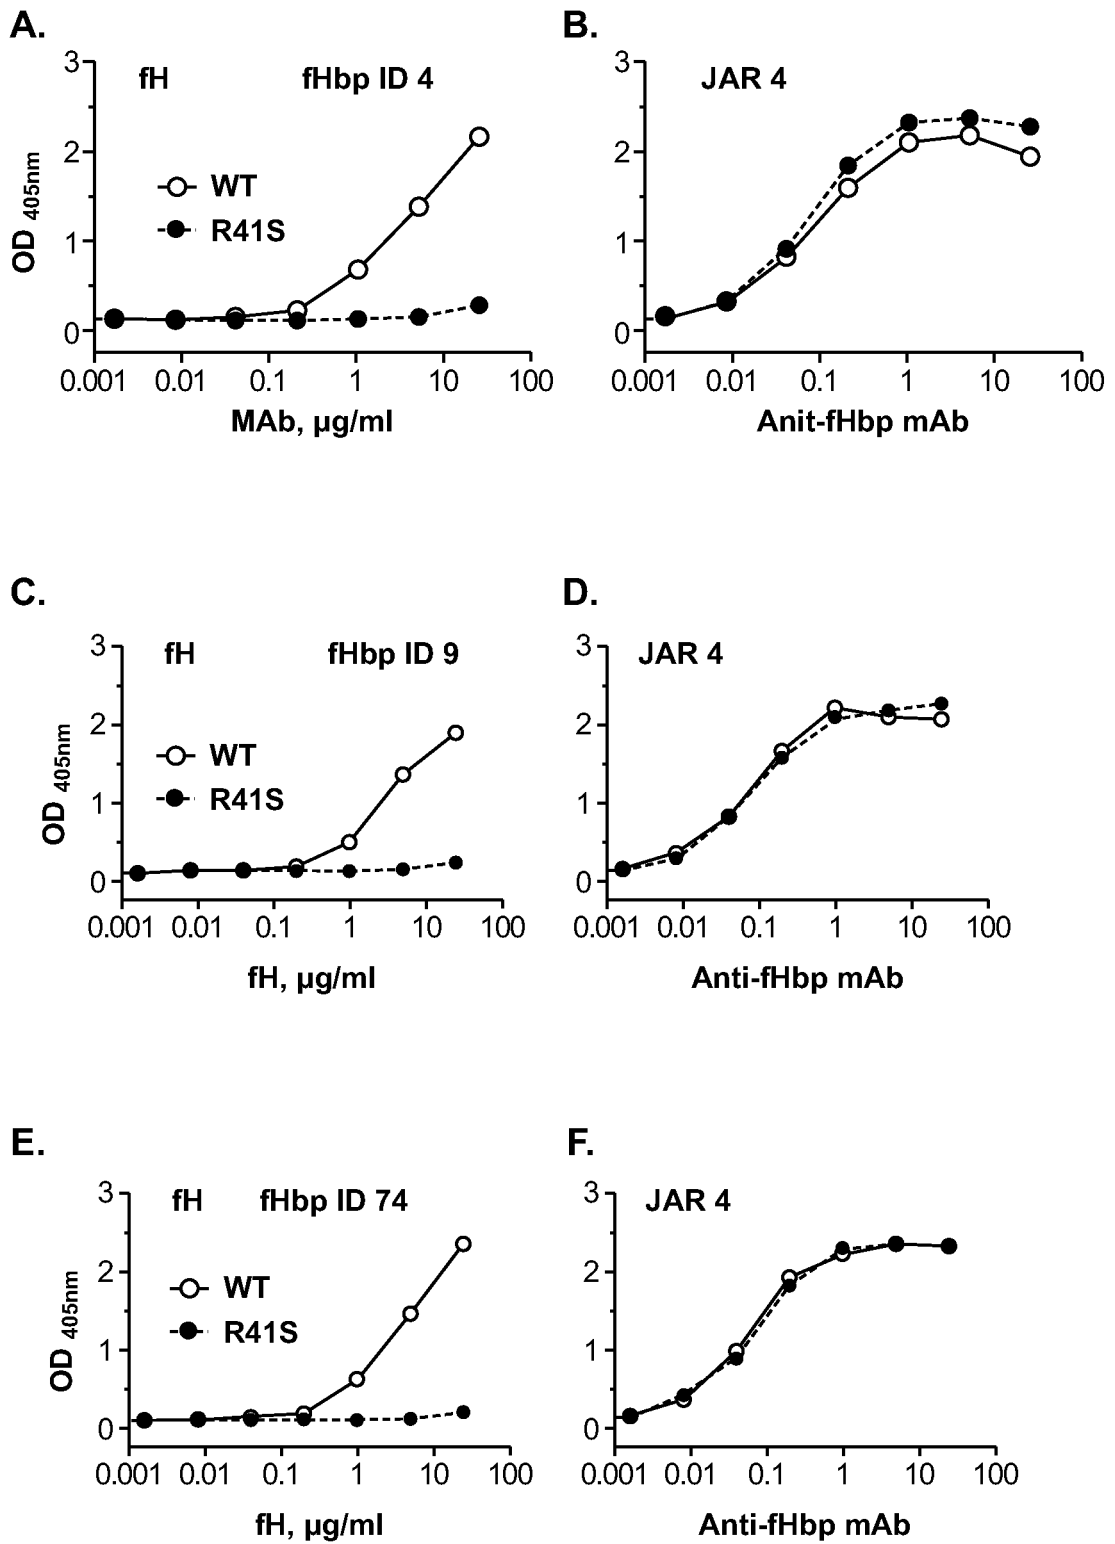 A.
fH fHbp ID 4
3
2
1
0
OD 405nm
WT
R41S
0.001 0.01 0.1 1 10 100
MAb, µg/ml
B.
JAR 4
3
2
1
0
0.001 0.01 0.1 1 10 100
Anit-fHbp mAb
C.
fH fHbp ID 9
3
2
1
0
OD 405nm
WT
R41S
0.001 0.01 0.1 1 10 100
fH, µg/ml
D.
JAR 4
3
2
1
0
0.001 0.01 0.1 1 10 100
Anti-fHbp mAb
E.
fH fHbp ID 74
3
2
1
0
OD 405nm
WT
R41S
0.001 0.01 0.1 1 10 100
fH, µg/ml
F.
JAR 4
3
2
1
0
0.001 0.01 0.1 1 10 100
Anti-fHbp mAb